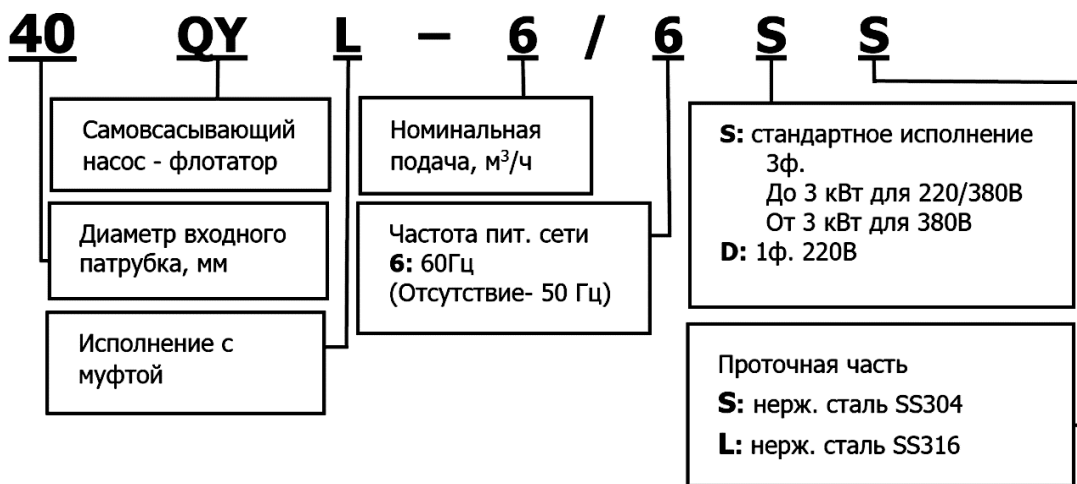 40 QY L – 6 / 6 S S
Самовсасывающий
насос - флотатор
Диаметр входного
патрубка, мм
Исполнение с
муфтой
Номинальная
подача, м³/ч
Частота пит. сети
6: 60Гц
(Отсутствие- 50 Гц)
S: стандартное исполнение
3ф.
До 3 кВт для 220/380В
От 3 кВт для 380В
D: 1ф. 220В
Проточная часть
S: нерж. сталь SS304
L: нерж. сталь SS316